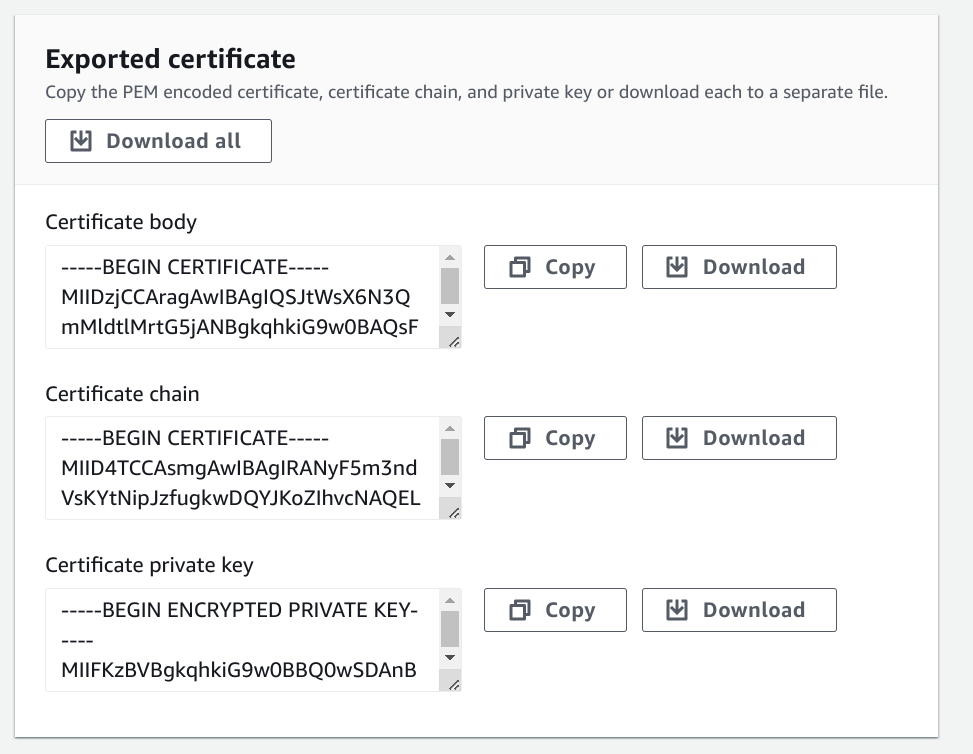 Exported certificate
Copy the PEM encoded certificate, certificate chain, and private key or download each to a separate file.
Download all
Certificate body
-----BEGIN CERTIFICATE-----
MIIDzjCCAragAwIBAgIQSJtWsX6N3Q
mMldtlMrtG5jANBgkqhkiG9w0BAQsF
Copy
Download
Certificate chain
-----BEGIN CERTIFICATE-----
MIID4TCCAsmgAwIBAgIRANyF5m3nd
VsKYtNipJzfugkwDQYJKoZIhvcNAQEL
Copy
Download
Certificate private key
-----BEGIN ENCRYPTED PRIVATE KEY-
----
MIIFKzBVBgkqhkiG9w0BBQ0wSDAnB
Copy
Download